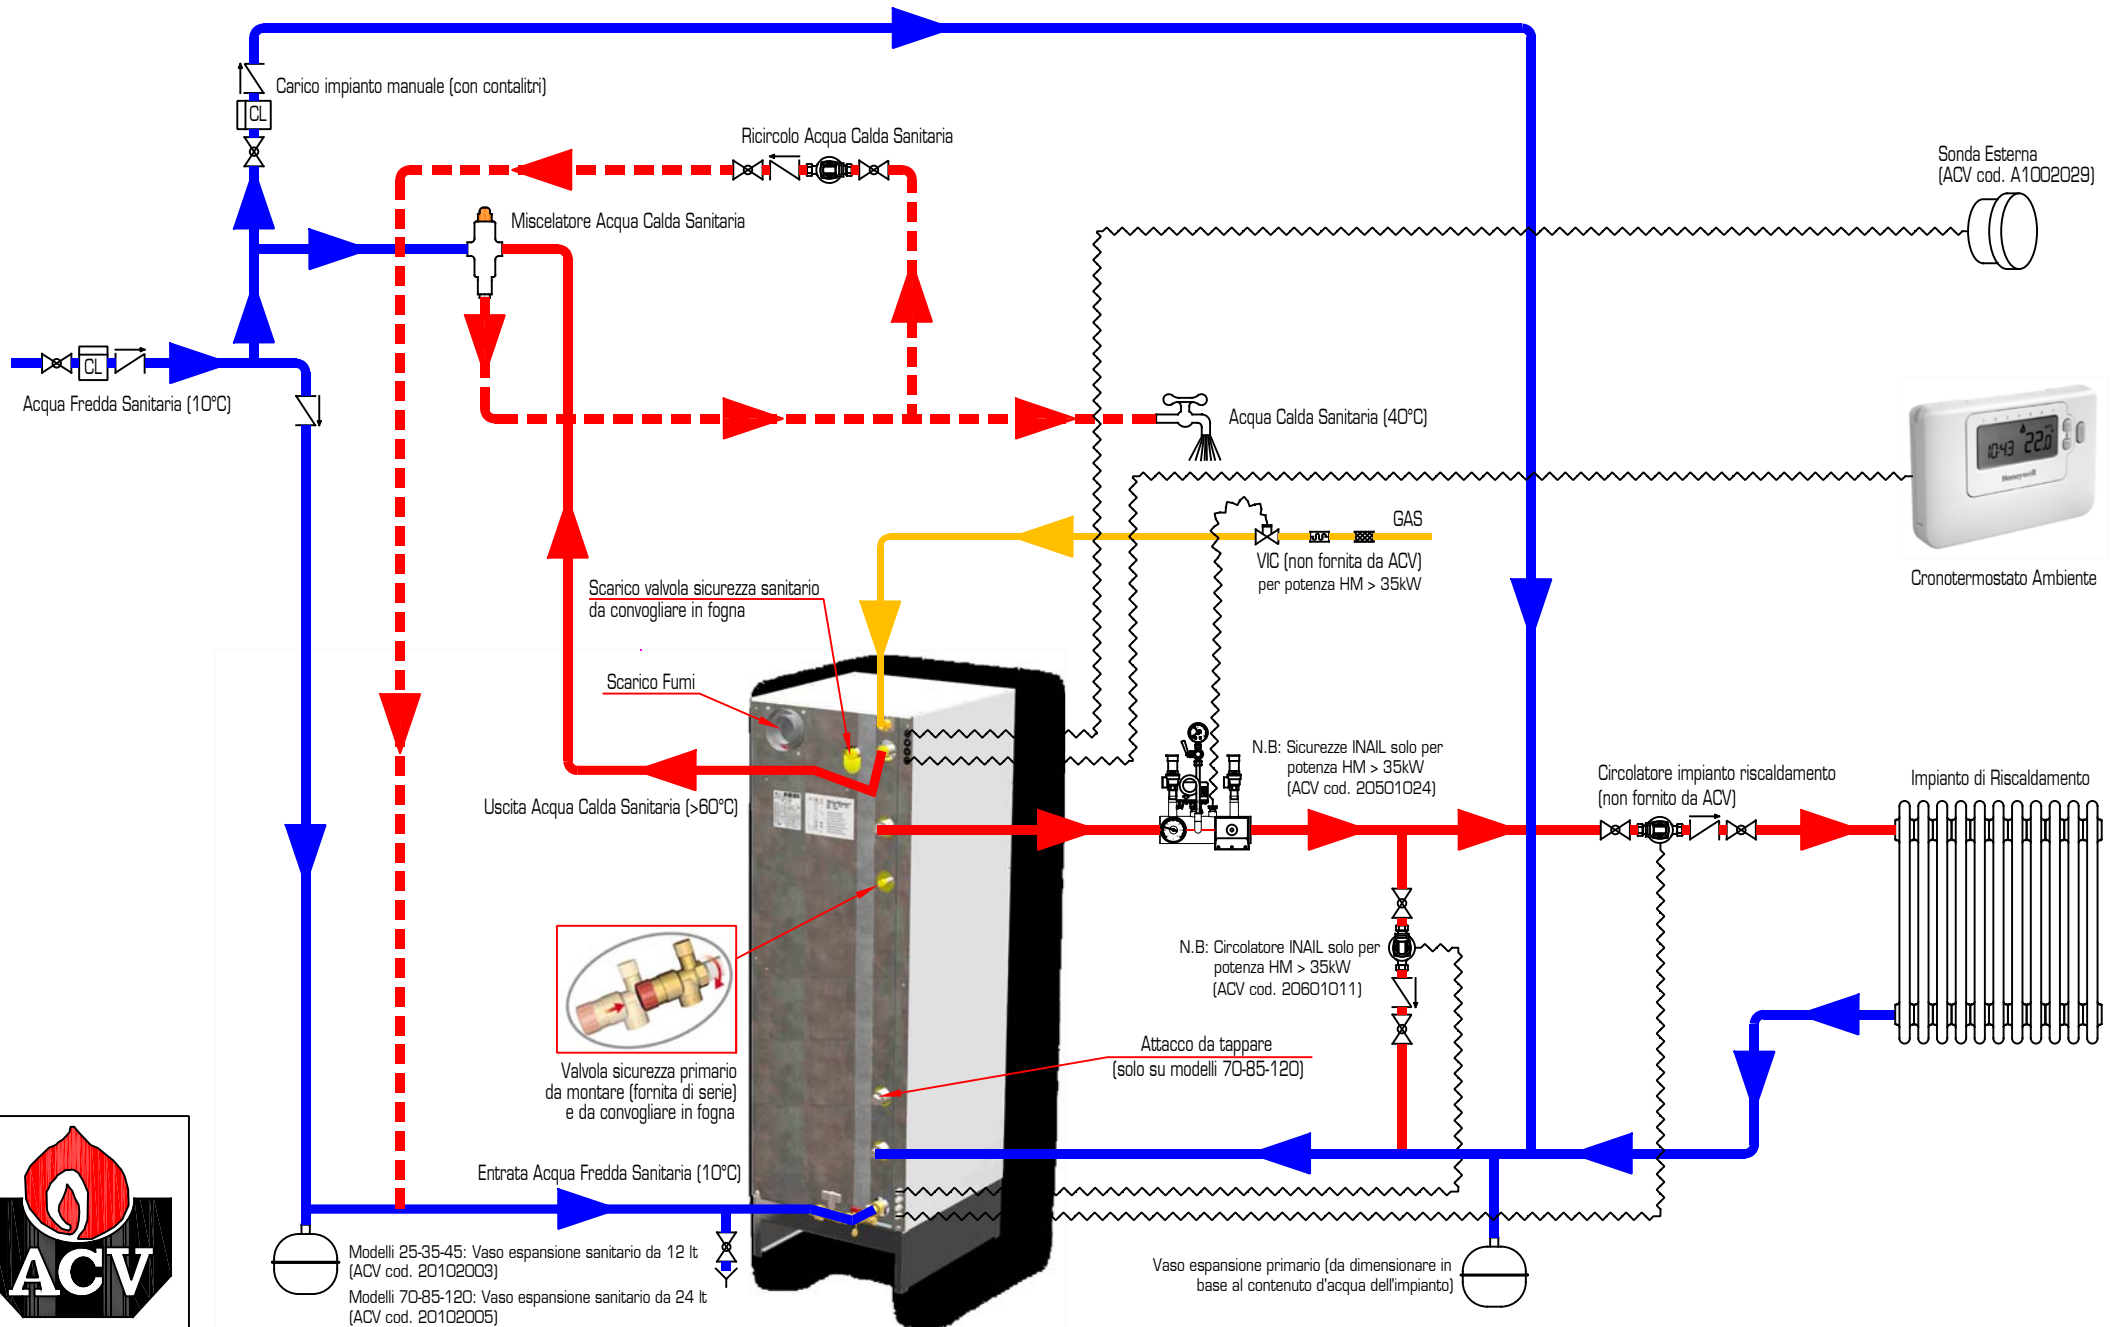 Carico impianto manuale (con contalitri)
CL
Ricircolo Acqua Calda Sanitaria
Sonda Esterna
(ACV cod. A1002029)
Miscelatore Acqua Calda Sanitaria
CL
Acqua Fredda Sanitaria (10°C)
Acqua Calda Sanitaria (40°C)
10:43 22.0
Honeywell
Cronotermostato Ambiente
GAS
VIC (non fornita da ACV)
per potenza HM > 35kW
Scarico valvola sicurezza sanitario
da convogliare in fogna
Scarico Fumi
Uscita Acqua Calda Sanitaria (>60°C)
N.B: Sicurezze INAIL solo per
potenza HM > 35kW
(ACV cod. 20501024)
Circolatore impianto riscaldamento
(non fornito da ACV)
Impianto di Riscaldamento
N.B: Circolatore INAIL solo per
potenza HM > 35kW
(ACV cod. 20601011)
Valvola sicurezza primario
da montare (fornita di serie)
e da convogliare in fogna
Attacco da tappare
(solo su modelli 70-85-120)
Entrata Acqua Fredda Sanitaria (10°C)
Modelli 25-35-45: Vaso espansione sanitario da 12 lt
(ACV cod. 20102003)
Modelli 70-85-120: Vaso espansione sanitario da 24 lt
(ACV cod. 20102005)
Vaso espansione primario (da dimensionare in
base al contenuto d'acqua dell'impianto)
ACV